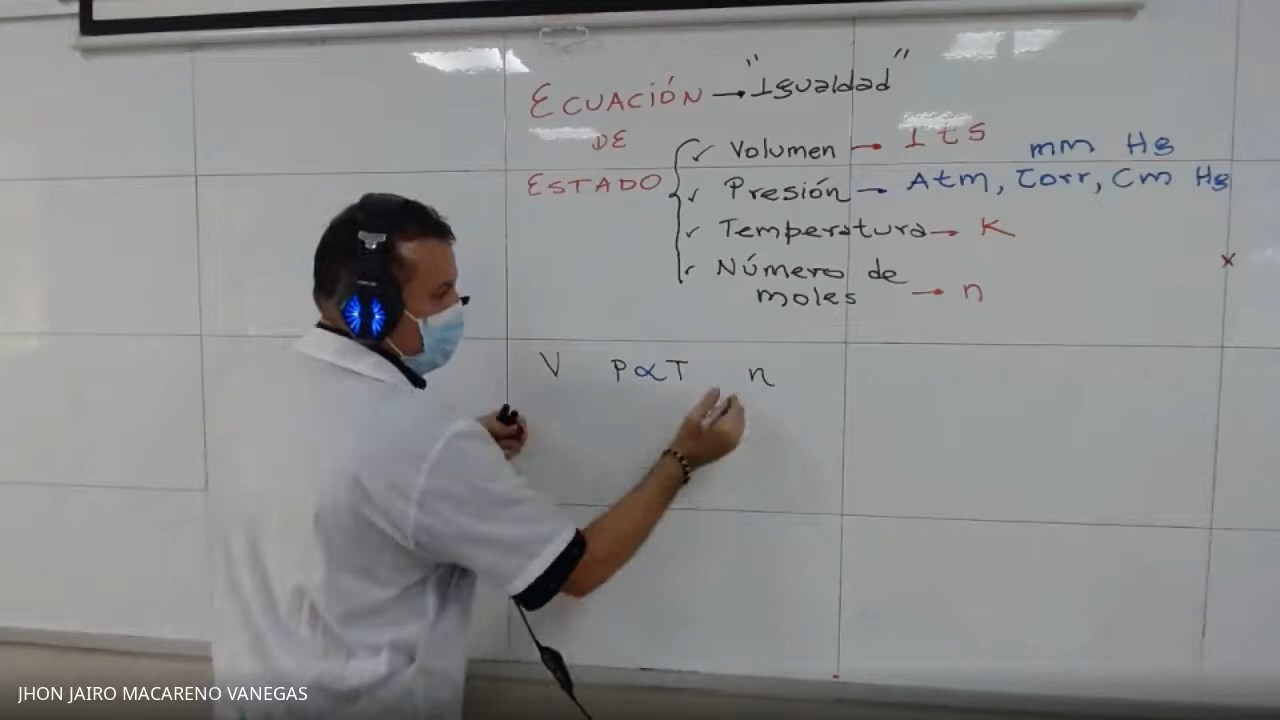 ECUACIÓN → "Igualdad"
DE
ESTADO
✓ Volumen → Lts
mm Hg
✓ Presión → Atm, Torr, Cm Hg
✓ Temperatura → K
✓ Número de
moles → n
V P∝T n
JHON JAIRO MACARENO VANEGAS